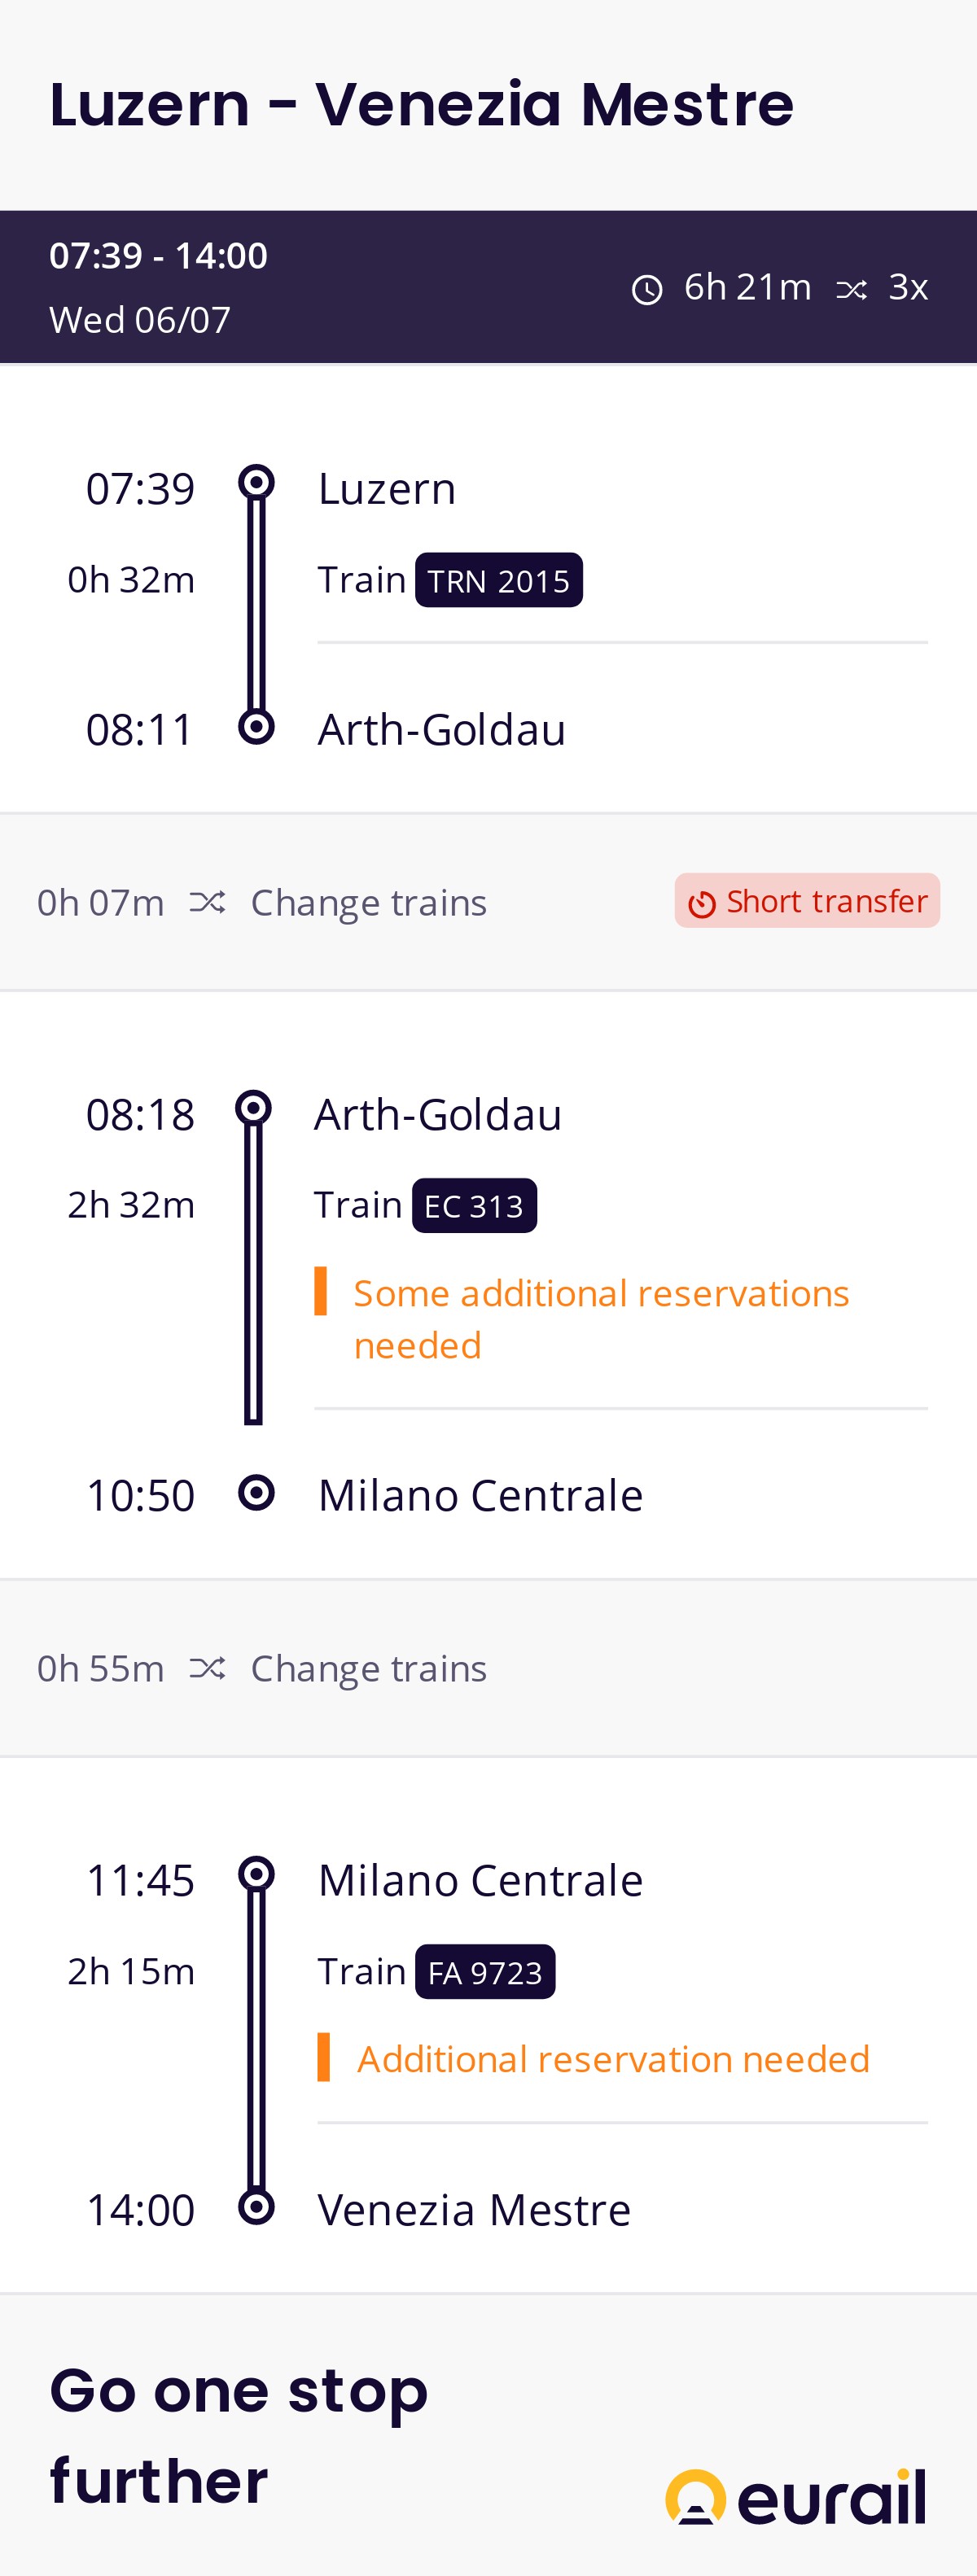 Luzern - Venezia Mestre
07:39 - 14:00
6h 21m 3x
Wed 06/07
07:39 Luzern
0h 32m Train TRN 2015
08:11 Arth-Goldau
0h 07m Change trains Short transfer
08:18 Arth-Goldau
2h 32m Train EC 313
Some additional reservations
needed
10:50 Milano Centrale
0h 55m Change trains
11:45 Milano Centrale
2h 15m Train FA 9723
Additional reservation needed
14:00 Venezia Mestre
Go one stop
further
eurail